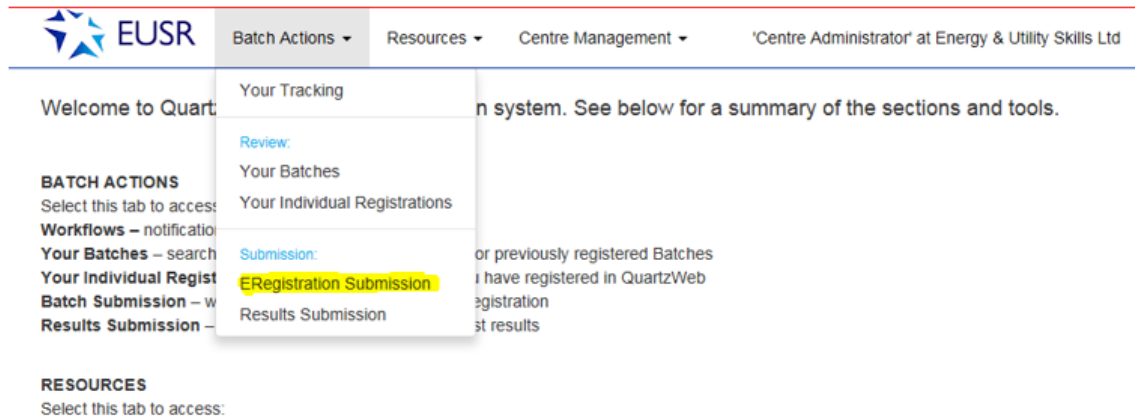 EUSR Batch Actions Resources Centre Management 'Centre Administrator' at Energy & Utility Skills Ltd
Your Tracking
Welcome to Quart n system. See below for a summary of the sections and tools.
Review:
Your Batches
BATCH ACTIONS
Your Individual Registrations
Select this tab to access
Workflows – notification
Submission:
Your Batches – search or previously registered Batches
ERegistration Submission
Your Individual Regist have registered in QuartzWeb
Batch Submission – w egistration
Results Submission
Results Submission – st results
RESOURCES
Select this tab to access: